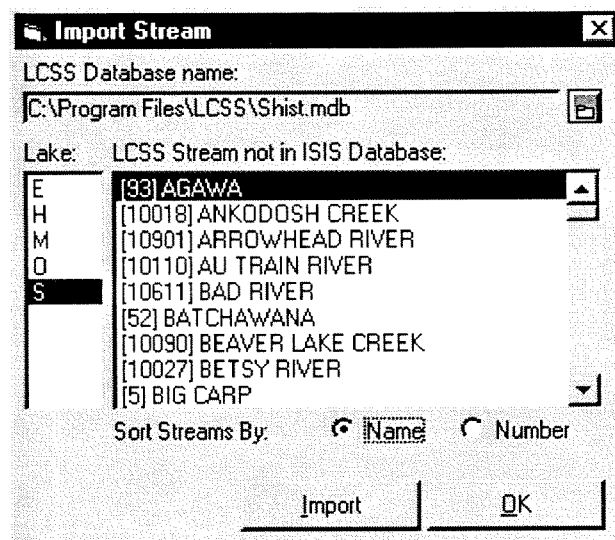 Import Stream
LCSS Database name:
C:\Program Files\LCSS\Shist.mdb
Lake: LCSS Stream not in ISIS Database:
E
H
M
O
S
[93] AGAWA
[10018] ANKODOSH CREEK
[10901] ARROWHEAD RIVER
[10110] AU TRAIN RIVER
[10611] BAD RIVER
[52] BATCHAWANA
[10090] BEAVER LAKE CREEK
[10027] BETSY RIVER
[5] BIG CARP
Sort Streams By: Name Number
Import OK